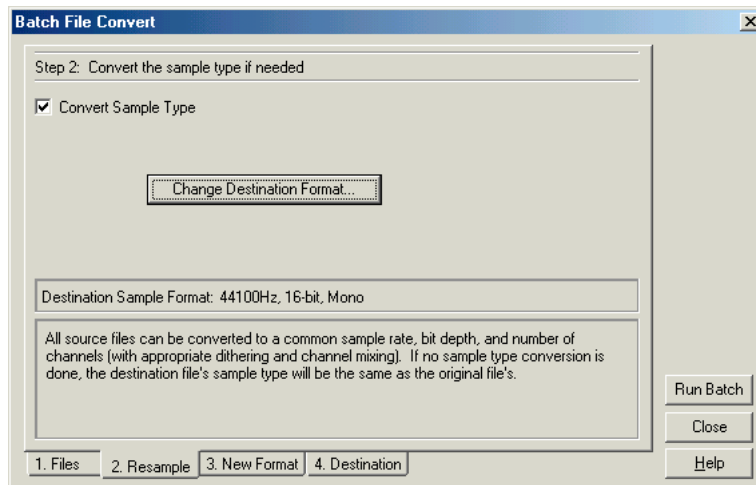 Batch File Convert
Step 2: Convert the sample type if needed
Convert Sample Type
Change Destination Format...
Destination Sample Format: 44100Hz, 16-bit, Mono
All source files can be converted to a common sample rate, bit depth, and number of
channels (with appropriate dithering and channel mixing). If no sample type conversion is
done, the destination file's sample type will be the same as the original file's.
Run Batch
Close
Help
1. Files
2. Resample
3. New Format
4. Destination